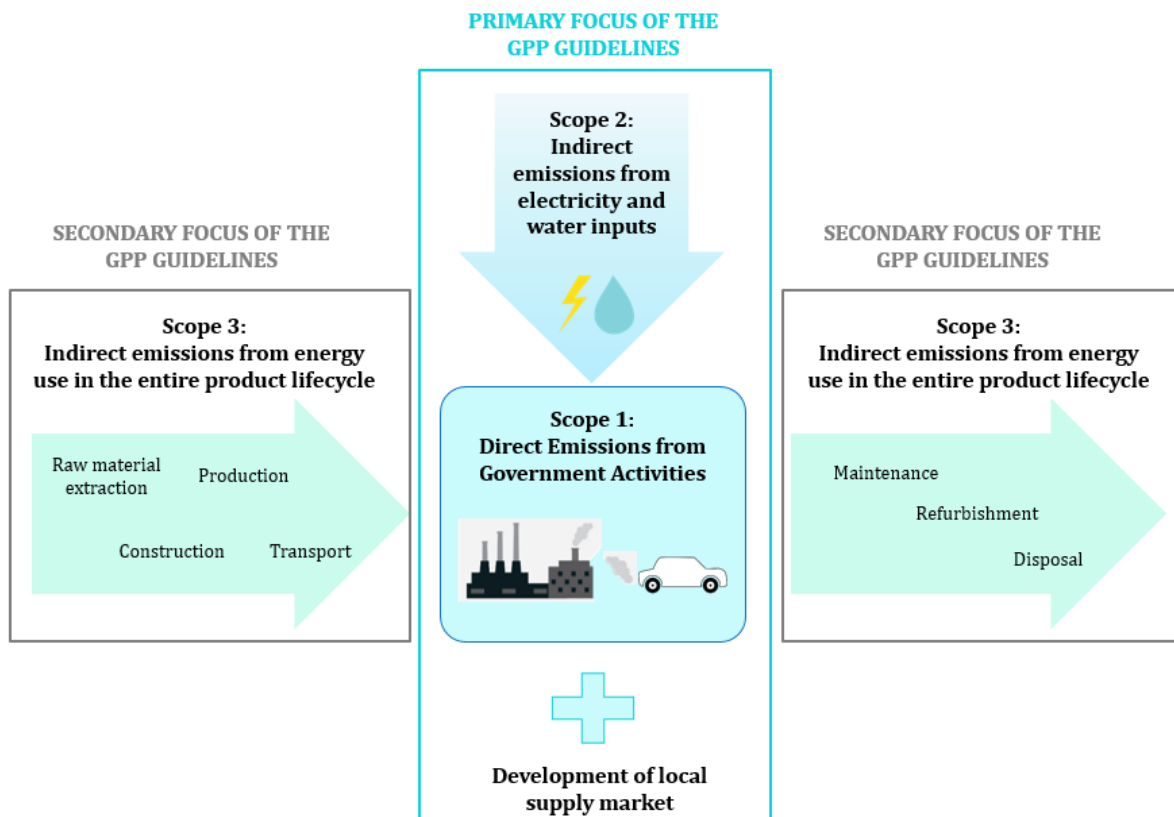 PRIMARY FOCUS OF THE
GPP GUIDELINES
Scope 2:
Indirect
emissions from
electricity and
water inputs
SECONDARY FOCUS OF THE
GPP GUIDELINES
Scope 3:
Indirect emissions from energy
use in the entire product lifecycle
Raw material
extraction
Production
Construction
Transport
Scope 1:
Direct Emissions from
Government Activities
Development of local
supply market
SECONDARY FOCUS OF THE
GPP GUIDELINES
Scope 3:
Indirect emissions from energy
use in the entire product lifecycle
Maintenance
Refurbishment
Disposal